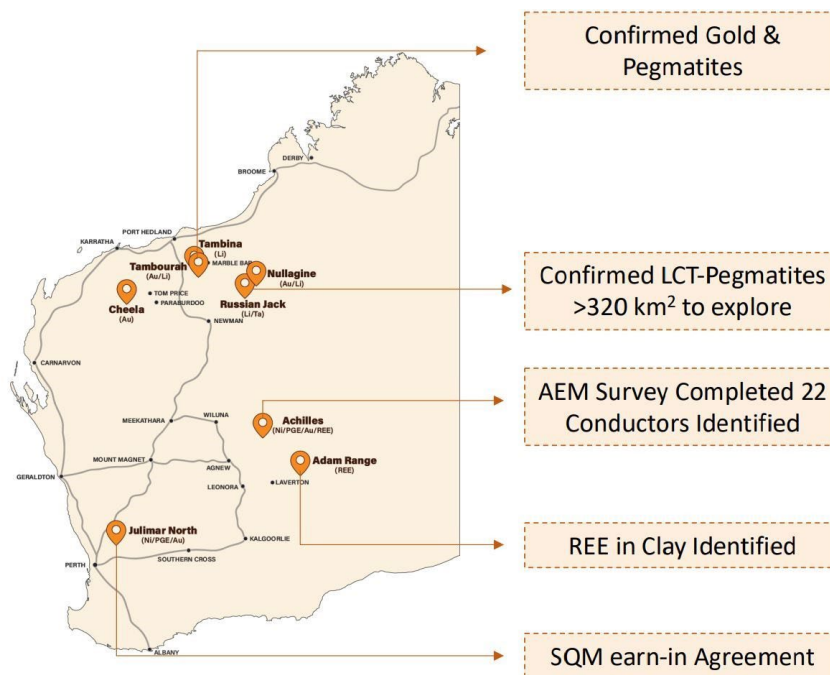 Confirmed Gold &
Pegmatites
DERBY
BROOME
PORT HEDLAND
KARRATHA
Tambina
(Li)
MARBLE BAR
Tambourah
(Au/Li)
Nullagine
(Au/Li)
Russian Jack
(Li/Ta)
Cheela
(Au)
TOM PRICE
PARABURDOO
NEWMAN
Confirmed LCT-Pegmatites
>320 km² to explore
CARNARVON
AEM Survey Completed 22
Conductors Identified
MEEKATHARA
WILUNA
Achilles
(Ni/PGE/Au/REE)
MOUNT MAGNET
AGNEW
Adam Range
(REE)
GERALDTON
LEONORA
LAVERTON
Julimar North
(Ni/PGE/Au)
KALGOORLIE
SOUTHERN CROSS
PERTH
REE in Clay Identified
ALBANY
SQM earn-in Agreement